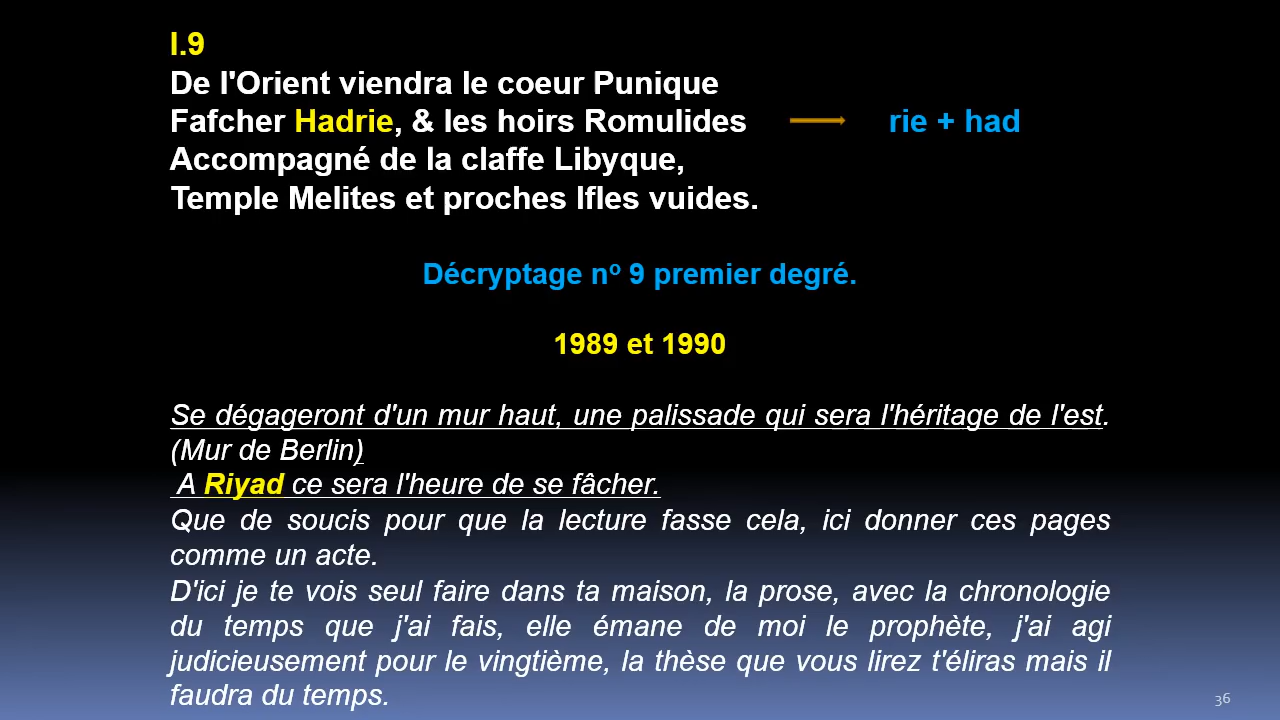 I.9
De l'Orient viendra le coeur Punique
Fafcher Hadrie, & les hoirs Romulides → rie + had
Accompagné de la claffe Libyque,
Temple Melites et proches Ifles vuides.
Décryptage nº 9 premier degré.
1989 et 1990
Se dégageront d'un mur haut, une palissade qui sera l'héritage de l'est.
(Mur de Berlin)
A Riyad ce sera l'heure de se fâcher.
Que de soucis pour que la lecture fasse cela, ici donner ces pages
comme un acte.
D'ici je te vois seul faire dans ta maison, la prose, avec la chronologie
du temps que j'ai fais, elle émane de moi le prophète, j'ai agi
judicieusement pour le vingtième, la thèse que vous lirez t'éliras mais il
faudra du temps.
36